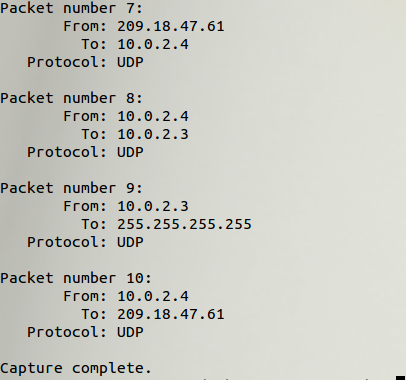 Packet number 7:
From: 209.18.47.61
To: 10.0.2.4
Protocol: UDP
Packet number 8:
From: 10.0.2.4
To: 10.0.2.3
Protocol: UDP
Packet number 9:
From: 10.0.2.3
To: 255.255.255.255
Protocol: UDP
Packet number 10:
From: 10.0.2.4
To: 209.18.47.61
Protocol: UDP
Capture complete.